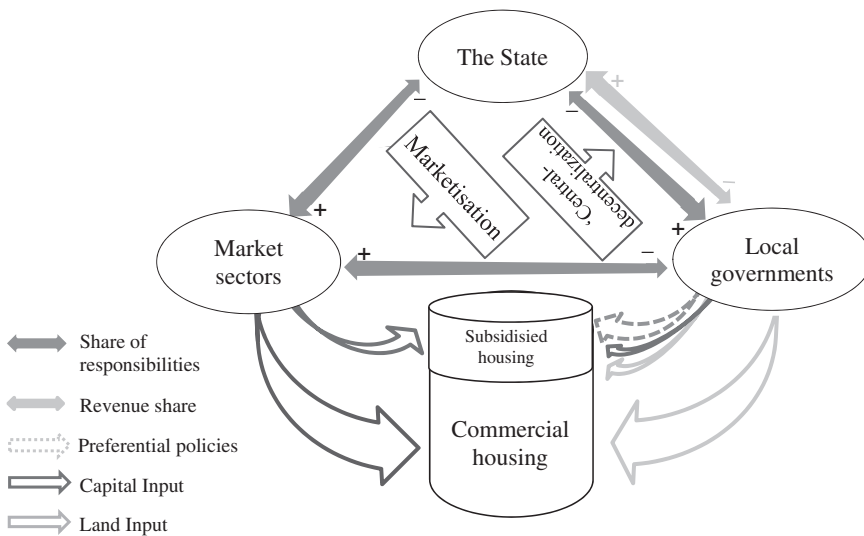 The State
+
−
−
−
Marketisation
‘Central-
decentralization
+
+
+
−
Market
sectors
Local
governments
Subsidisied
housing
Commercial
housing
Share of
responsibilities
Revenue share
Preferential policies
Capital Input
Land Input